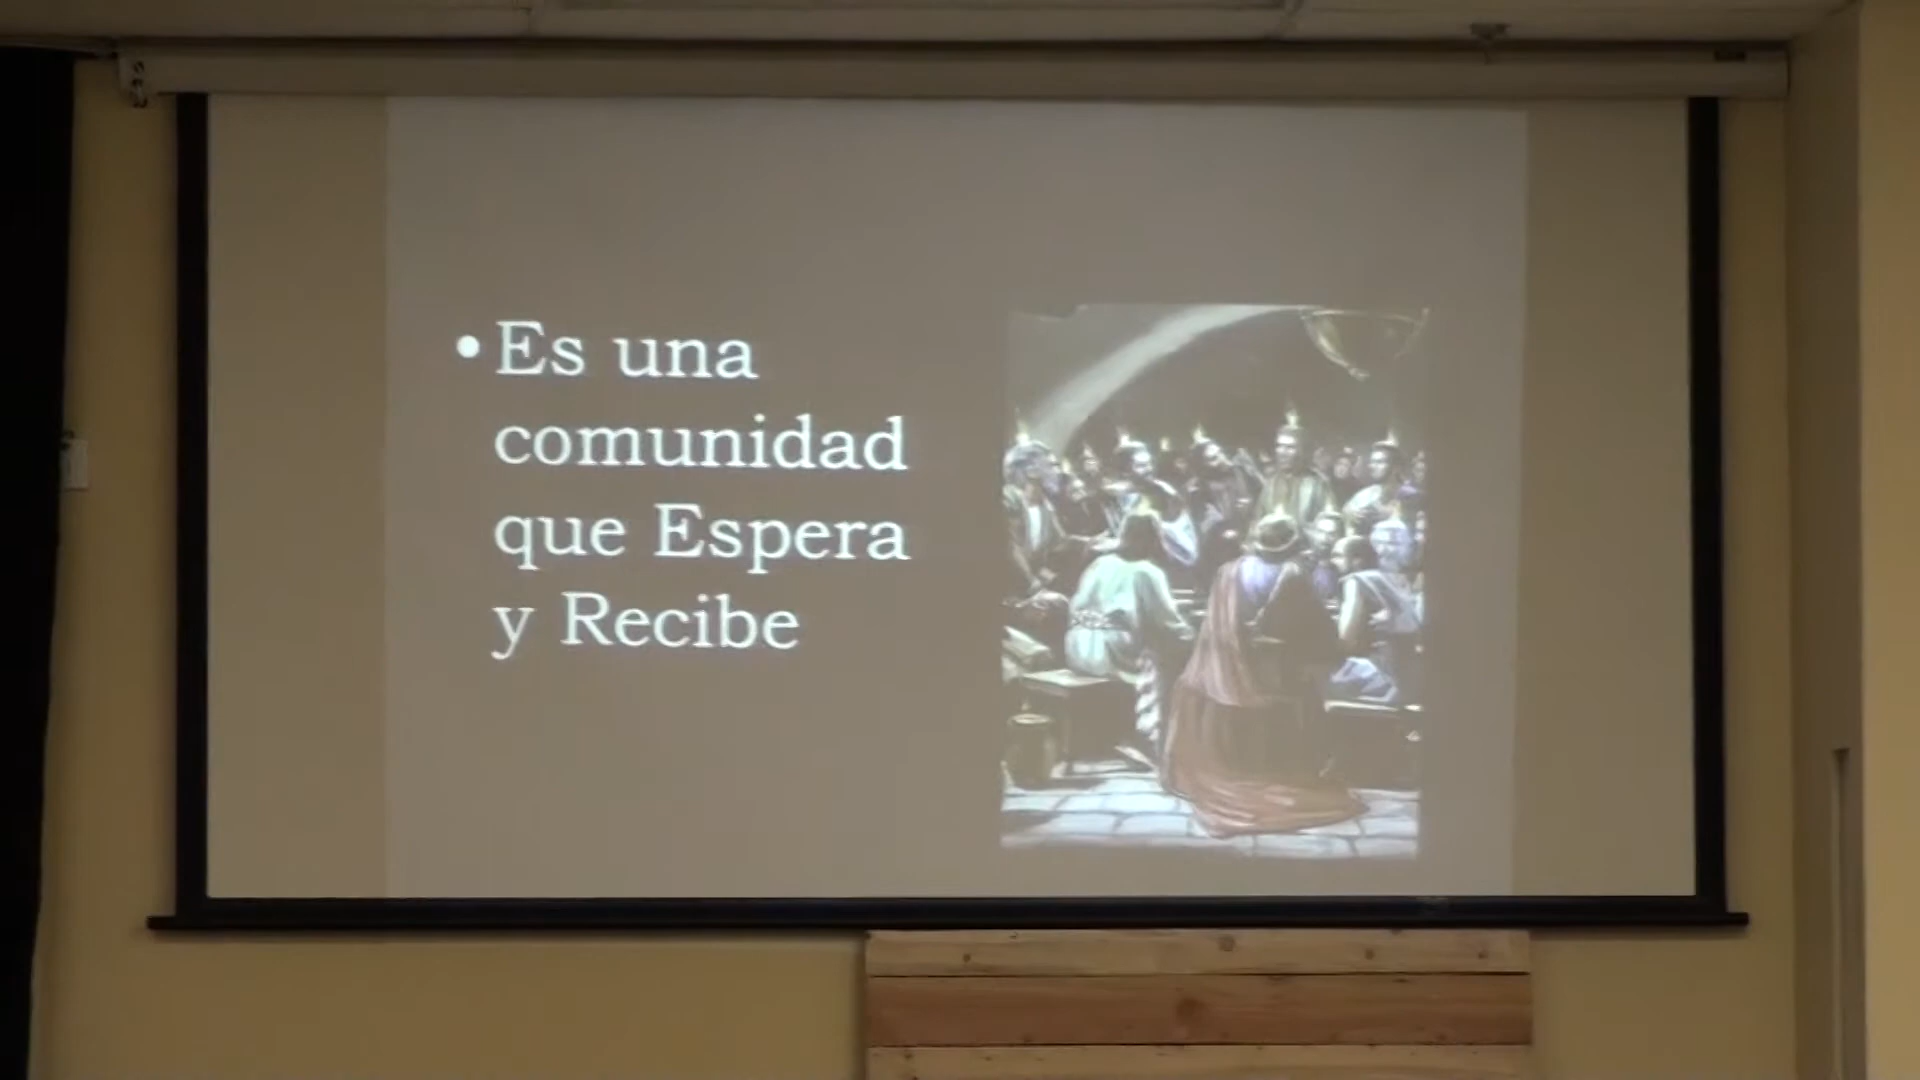 • Es una
comunidad
que Espera
y Recibe